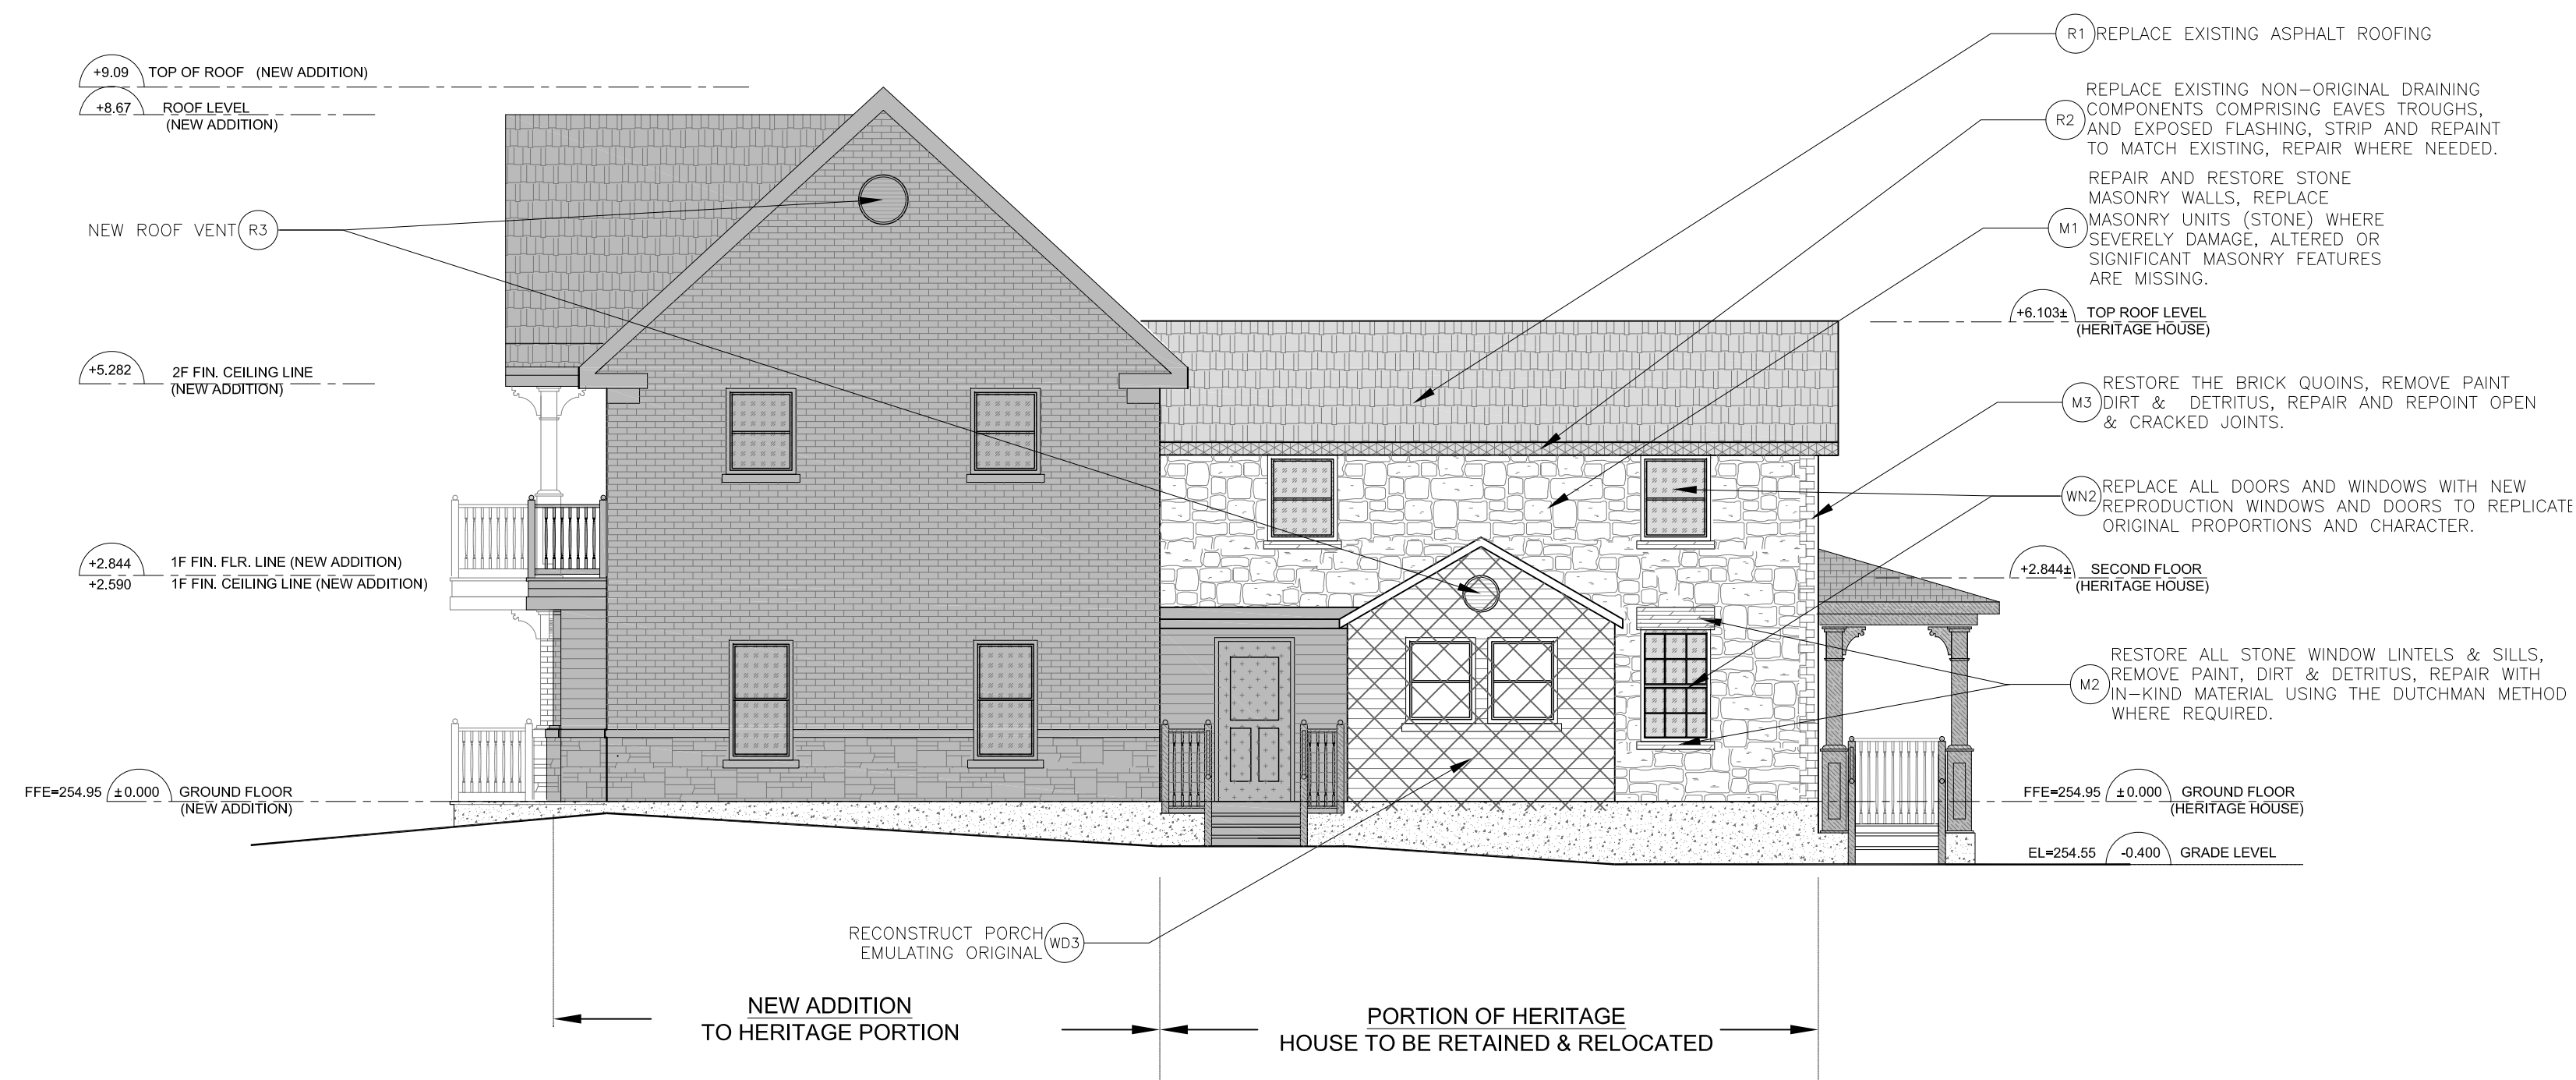 +9.09 TOP OF ROOF (NEW ADDITION)
+8.67 ROOF LEVEL
(NEW ADDITION)
NEW ROOF VENT R3
+5.282 2F FIN. CEILING LINE
(NEW ADDITION)
+2.844 1F FIN. FLR. LINE (NEW ADDITION)
+2.590 1F FIN. CEILING LINE (NEW ADDITION)
FFE=254.95 ±0.000 GROUND FLOOR
(NEW ADDITION)
R1 REPLACE EXISTING ASPHALT ROOFING
REPLACE EXISTING NON-ORIGINAL DRAINING
COMPONENTS COMPRISING EAVES TROUGHS,
R2 AND EXPOSED FLASHING, STRIP AND REPAINT
TO MATCH EXISTING, REPAIR WHERE NEEDED.
REPAIR AND RESTORE STONE
MASONRY WALLS, REPLACE
M1 MASONRY UNITS (STONE) WHERE
SEVERELY DAMAGE, ALTERED OR
SIGNIFICANT MASONRY FEATURES
ARE MISSING.
+6.103± TOP ROOF LEVEL
(HERITAGE HOUSE)
RESTORE THE BRICK QUOINS, REMOVE PAINT
M3 DIRT & DETRITUS, REPAIR AND REPOINT OPEN
& CRACKED JOINTS.
WN2 REPLACE ALL DOORS AND WINDOWS WITH NEW
REPRODUCTION WINDOWS AND DOORS TO REPLICATE
ORIGINAL PROPORTIONS AND CHARACTER.
+2.844± SECOND FLOOR
(HERITAGE HOUSE)
RESTORE ALL STONE WINDOW LINTELS & SILLS,
REMOVE PAINT, DIRT & DETRITUS, REPAIR WITH
M2 IN-KIND MATERIAL USING THE DUTCHMAN METHOD
WHERE REQUIRED.
FFE=254.95 ±0.000 GROUND FLOOR
(HERITAGE HOUSE)
EL=254.55 -0.400 GRADE LEVEL
RECONSTRUCT PORCH WD3
EMULATING ORIGINAL
NEW ADDITION
TO HERITAGE PORTION
PORTION OF HERITAGE
HOUSE TO BE RETAINED & RELOCATED